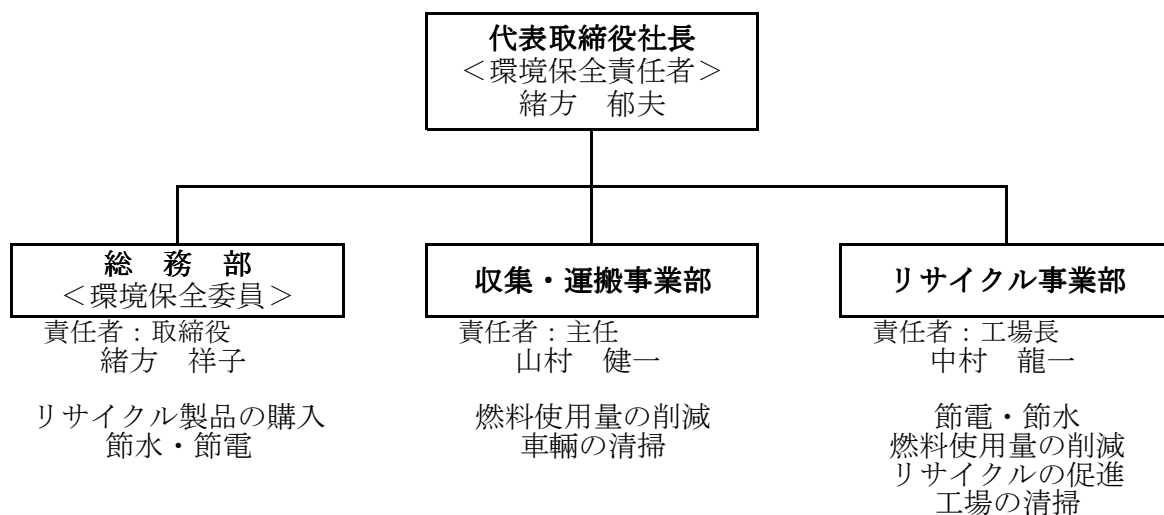 代表取締役社長
＜環境保全責任者＞
緒方　郁夫
総　務　部
＜環境保全委員＞
責任者：取締役
緒方　祥子
リサイクル製品の購入
節水・節電
収集・運搬事業部
責任者：主任
山村　健一
燃料使用量の削減
車輛の清掃
リサイクル事業部
責任者：工場長
中村　龍一
節電・節水
燃料使用量の削減
リサイクルの促進
工場の清掃